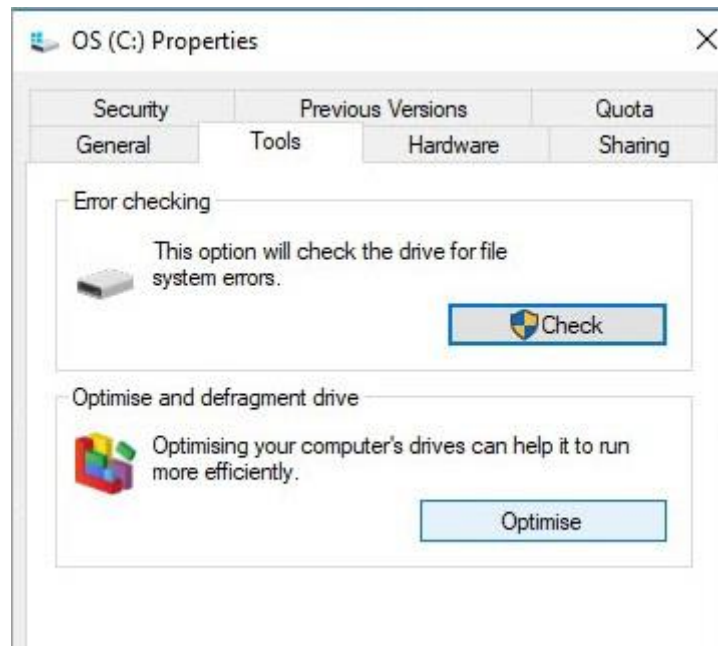 OS (C:) Properties
Security Previous Versions Quota
General Tools Hardware Sharing
Error checking
This option will check the drive for file
system errors.
Check
Optimise and defragment drive
Optimising your computer's drives can help it to run
more efficiently.
Optimise